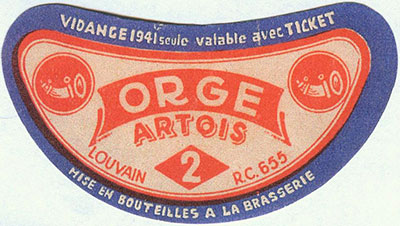 VIDANGE 1941 seule valable avec TICKET
ORGE
ARTOIS
LOUVAIN
2
R.C. 655
MISE EN BOUTEILLES A LA BRASSERIE